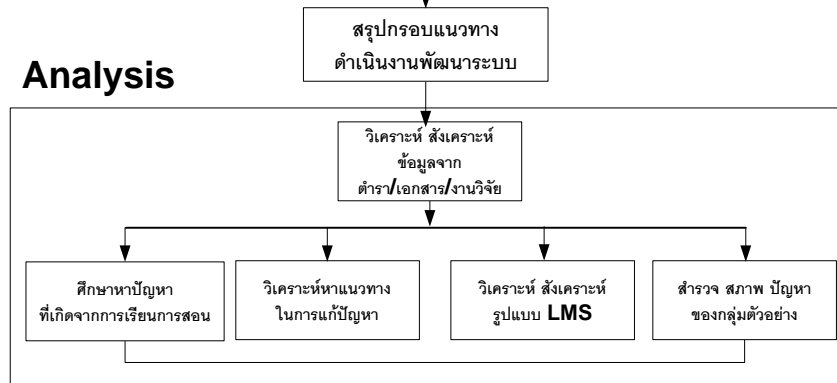 สรุปกรอบแนวทาง
ดำเนินงานพัฒนาระบบ
Analysis
วิเคราะห์ สังเคราะห์
ข้อมูลจาก
ตำรา/เอกสาร/งานวิจัย
ศึกษาหาปัญหา
ที่เกิดจากการเรียนการสอน
วิเคราะห์หาแนวทาง
ในการแก้ปัญหา
วิเคราะห์ สังเคราะห์
รูปแบบ LMS
สำรวจ สภาพ ปัญหา
ของกลุ่มตัวอย่าง